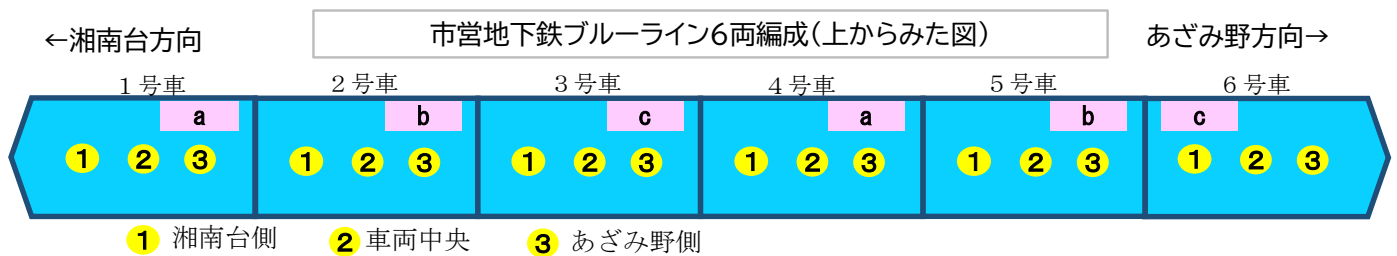 ←湘南台方向 市営地下鉄ブルーライン6両編成(上からみた図) あざみ野方向→
1号車 2号車 3号車 4号車 5号車 6号車
a b c a b c
1 2 3 1 2 3 1 2 3 1 2 3 1 2 3 1 2 3
1 湘南台側 2 車両中央 3 あざみ野側